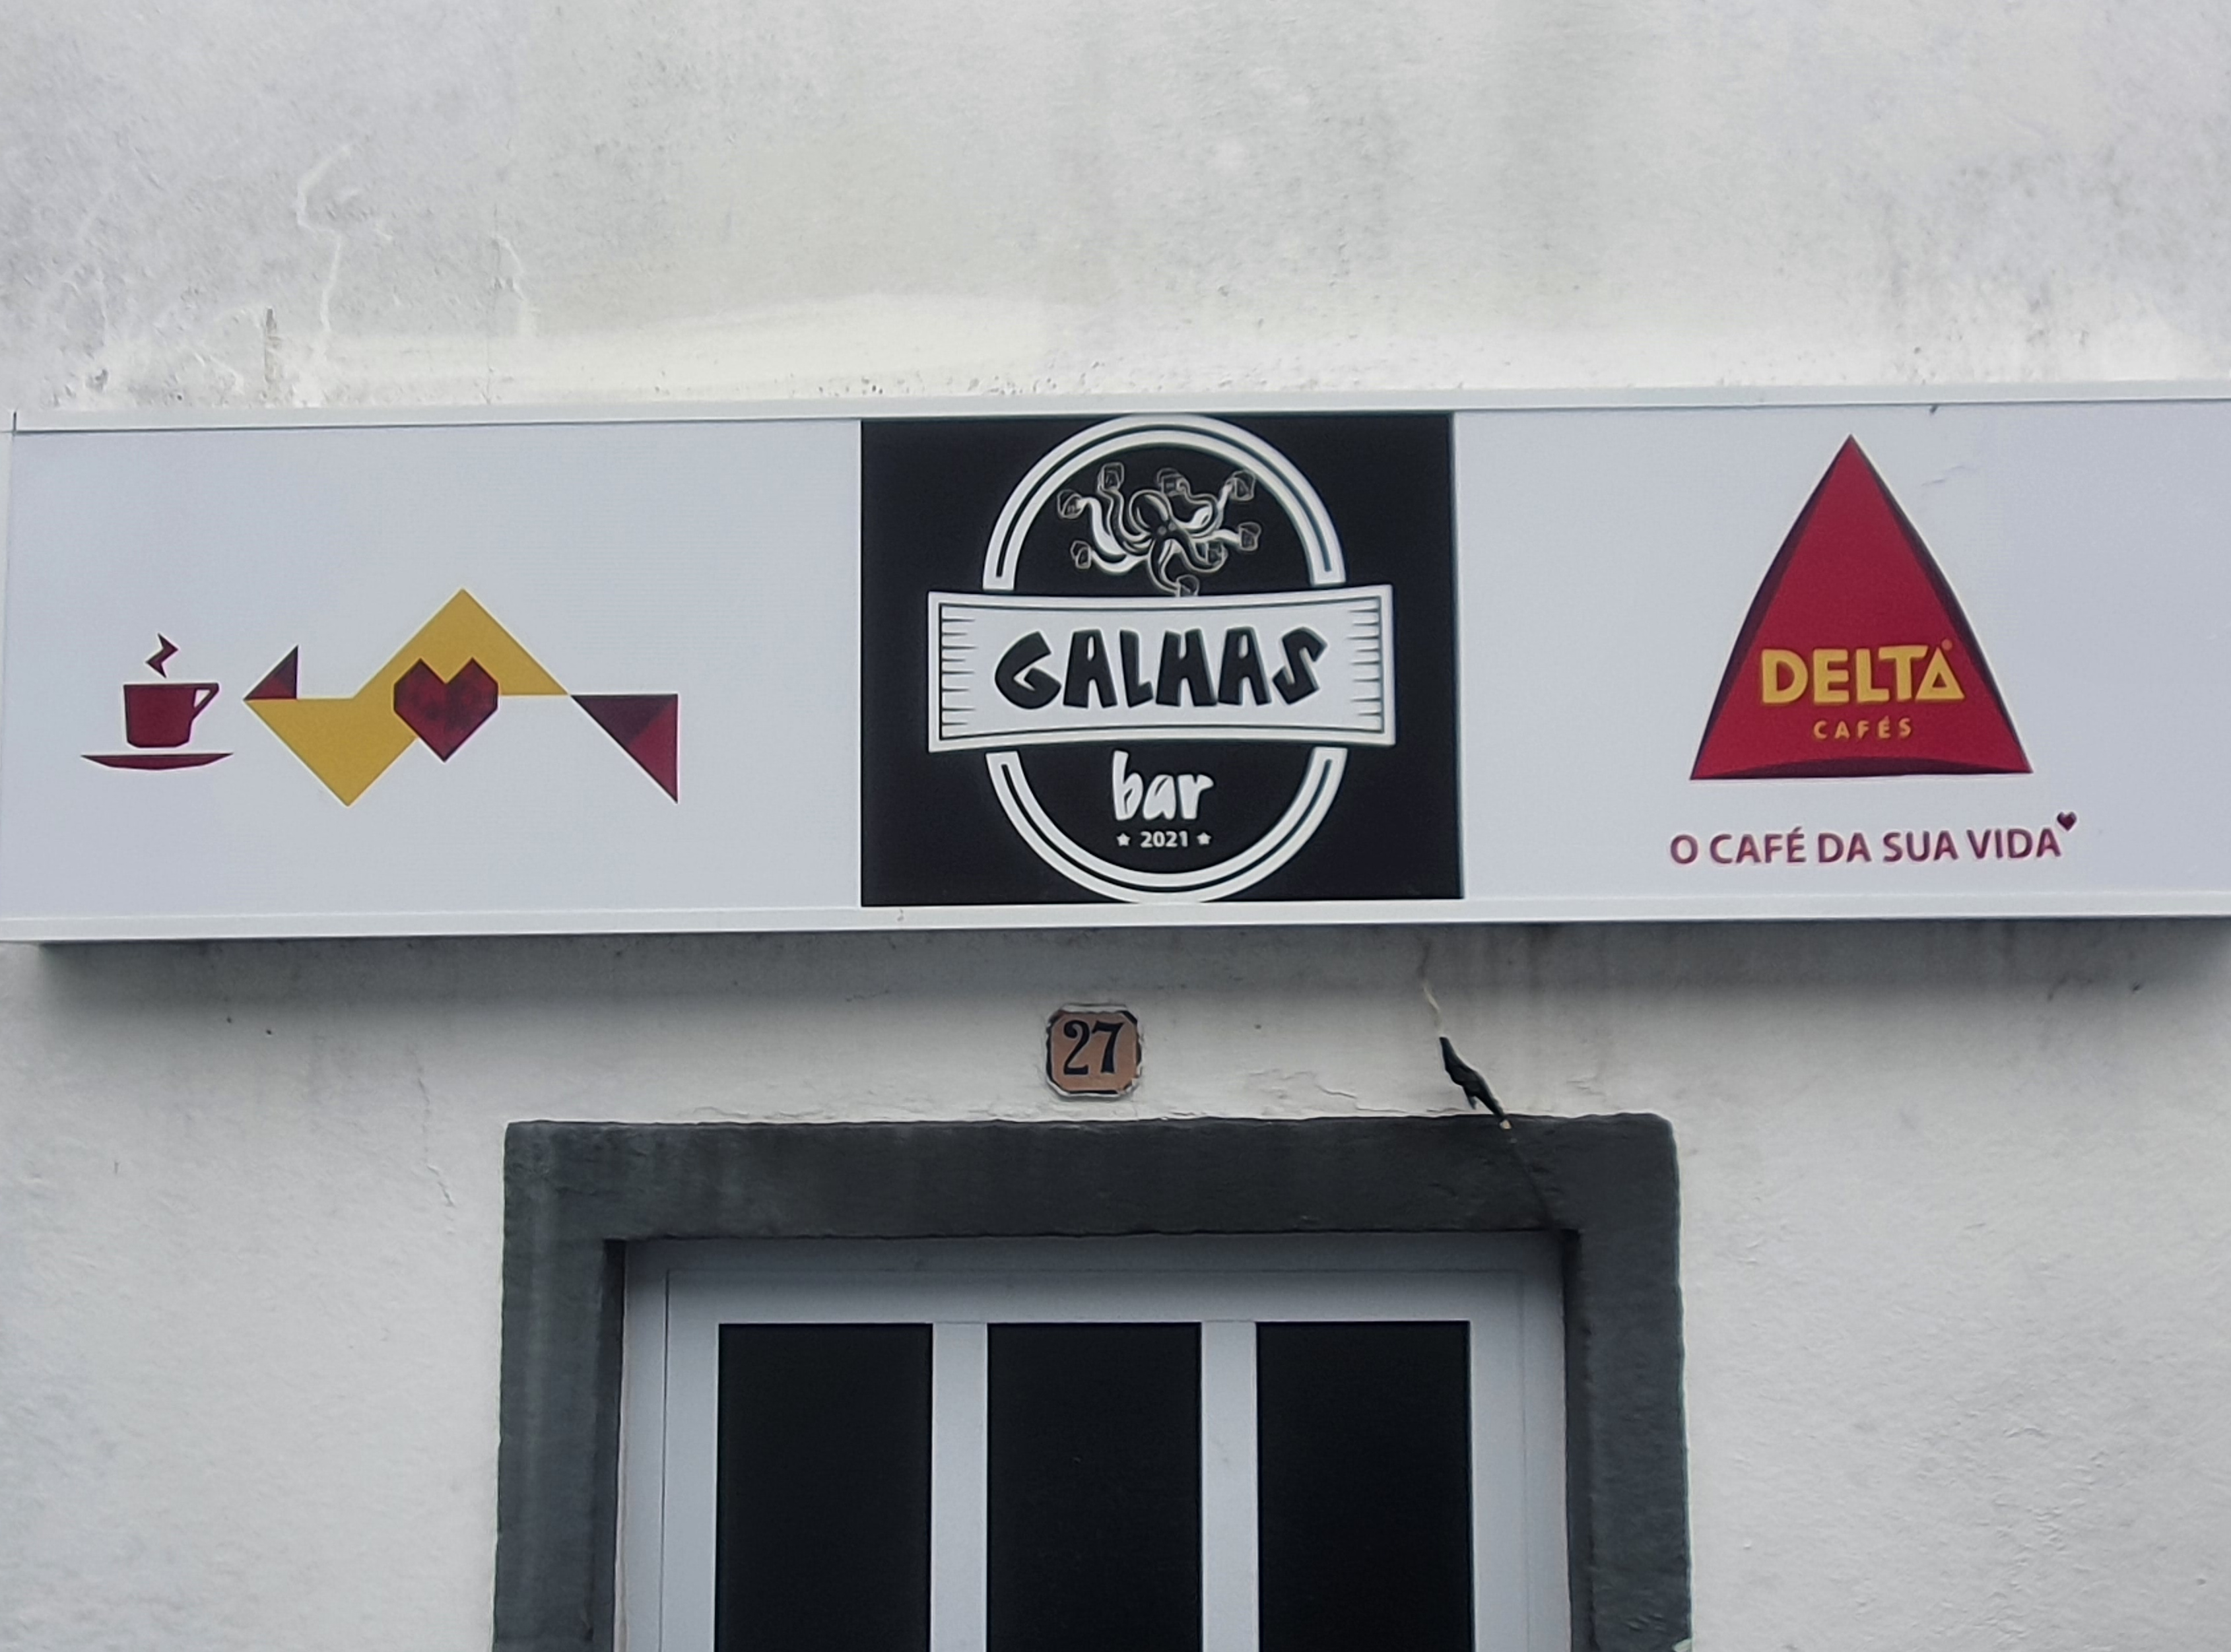 GALHAS
bar
2021
DELTA
CAFÉS
O CAFÉ DA SUA VIDA
27